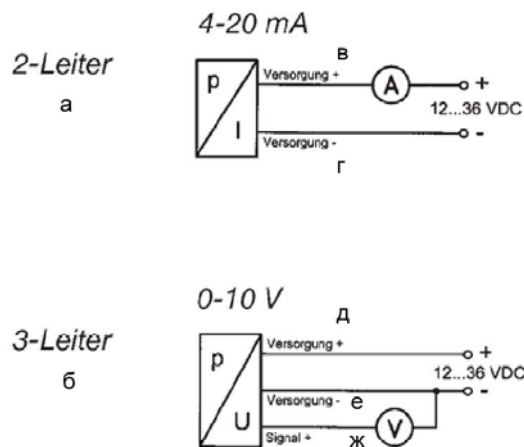 4-20 mA
2-Leiter
а
p
I
Versorgung +
в
A
+
12...36 VDC
-
Versorgung -
г
0-10 V
3-Leiter
б
p
U
Versorgung +
д
+
12...36 VDC
-
Versorgung -
е
Signal +
ж
V